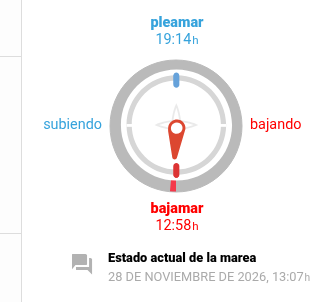 pleamar
19:14h
subiendo
bajando
bajamar
12:58h
Estado actual de la marea
28 DE NOVIEMBRE DE 2026, 13:07h